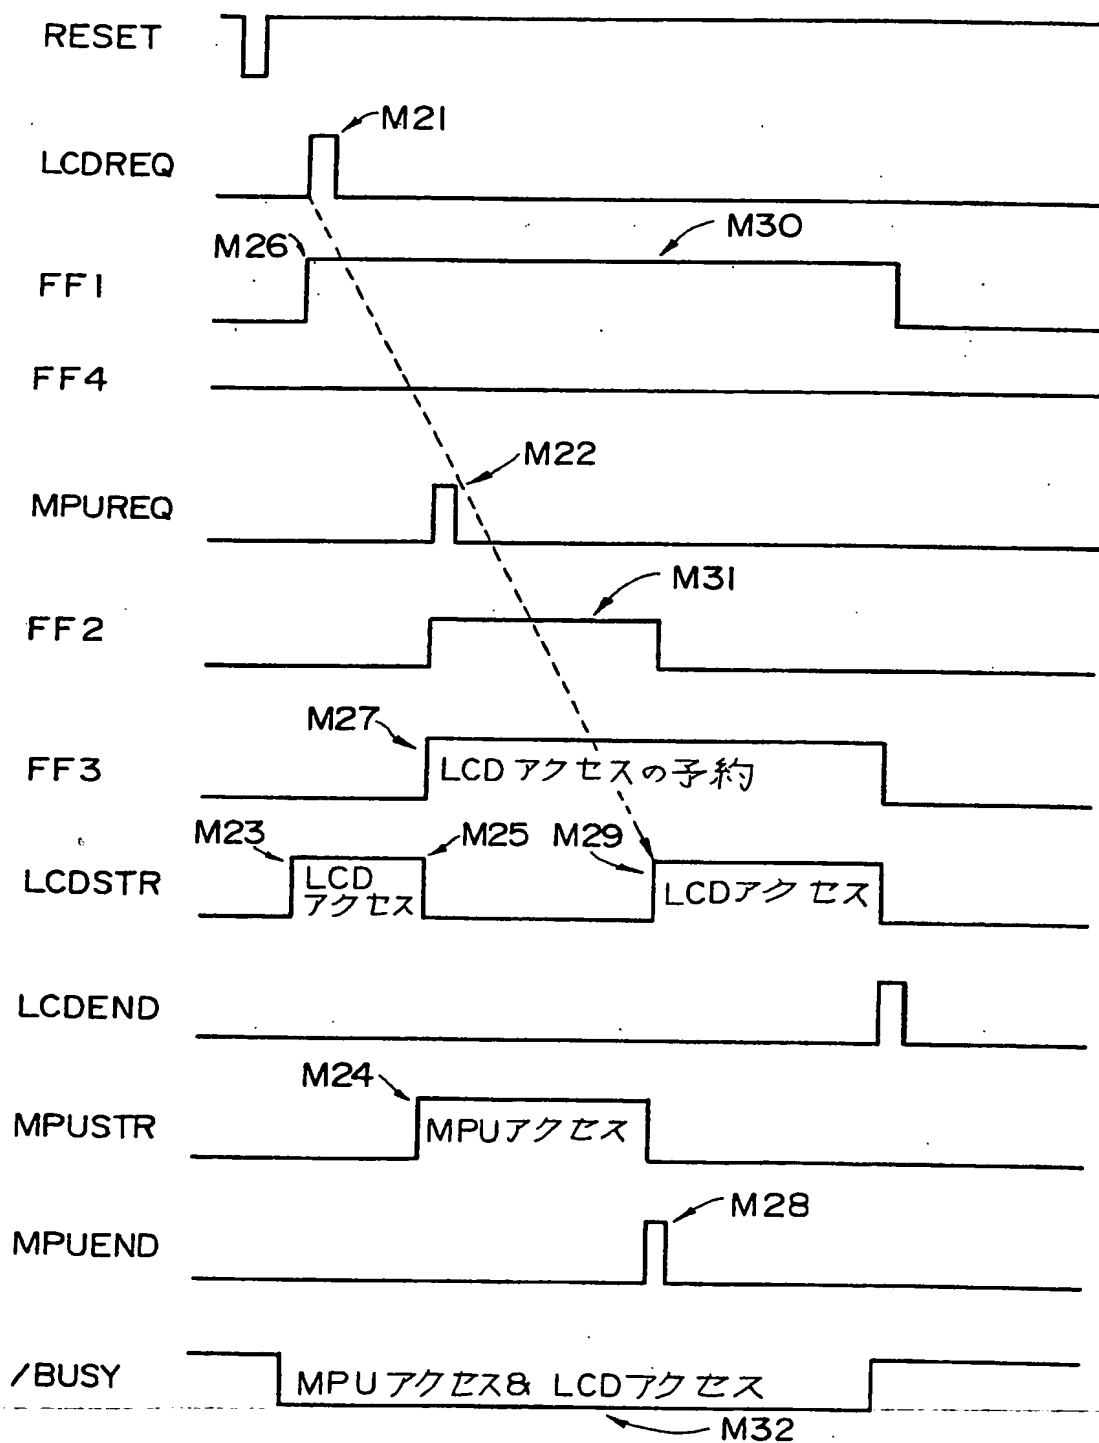 RESET
M21
LCDREQ
M30
M26
FF1
FF4
M22
MPUREQ
M31
FF2
M27
FF3
LCDアクセスの予約
M23
M25
M29
LCDSTR
LCD
アクセス
LCDアクセス
LCDEND
M24
MPUSTR
MPUアクセス
M28
MPUEND
/BUSY
MPUアクセス& LCDアクセス
M32